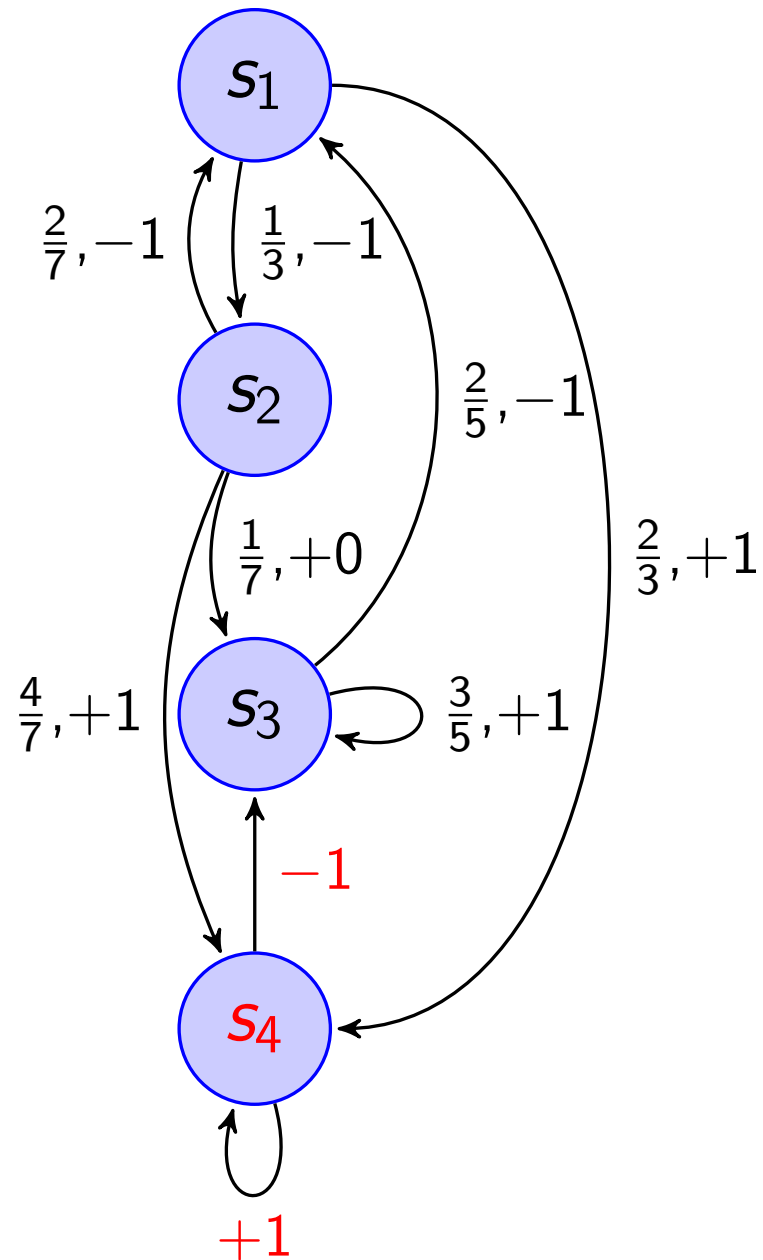 s1
2/7, −1
1/3, −1
s2
2/5, −1
1/7, +0
2/3, +1
4/7, +1
s3
3/5, +1
−1
s4
+1